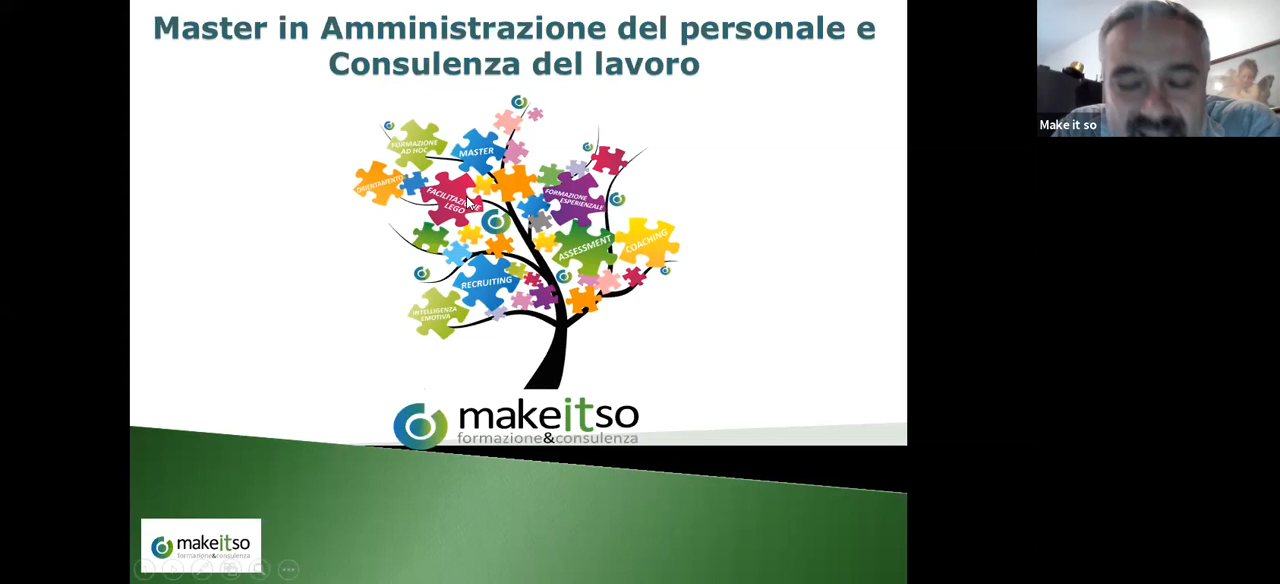 Master in Amministrazione del personale e
Consulenza del lavoro
Make it so
FORMAZIONE
AD HOC
MASTER
ORIENTAMENTO
FACILITAZIONE
LEGO
FORMAZIONE
ESPERIENZALE
ASSESSMENT
COACHING
RECRUITING
INTELLIGENZA
EMOTIVA
makeitso
formazione&consulenza
makeitso
formazione&consulenza